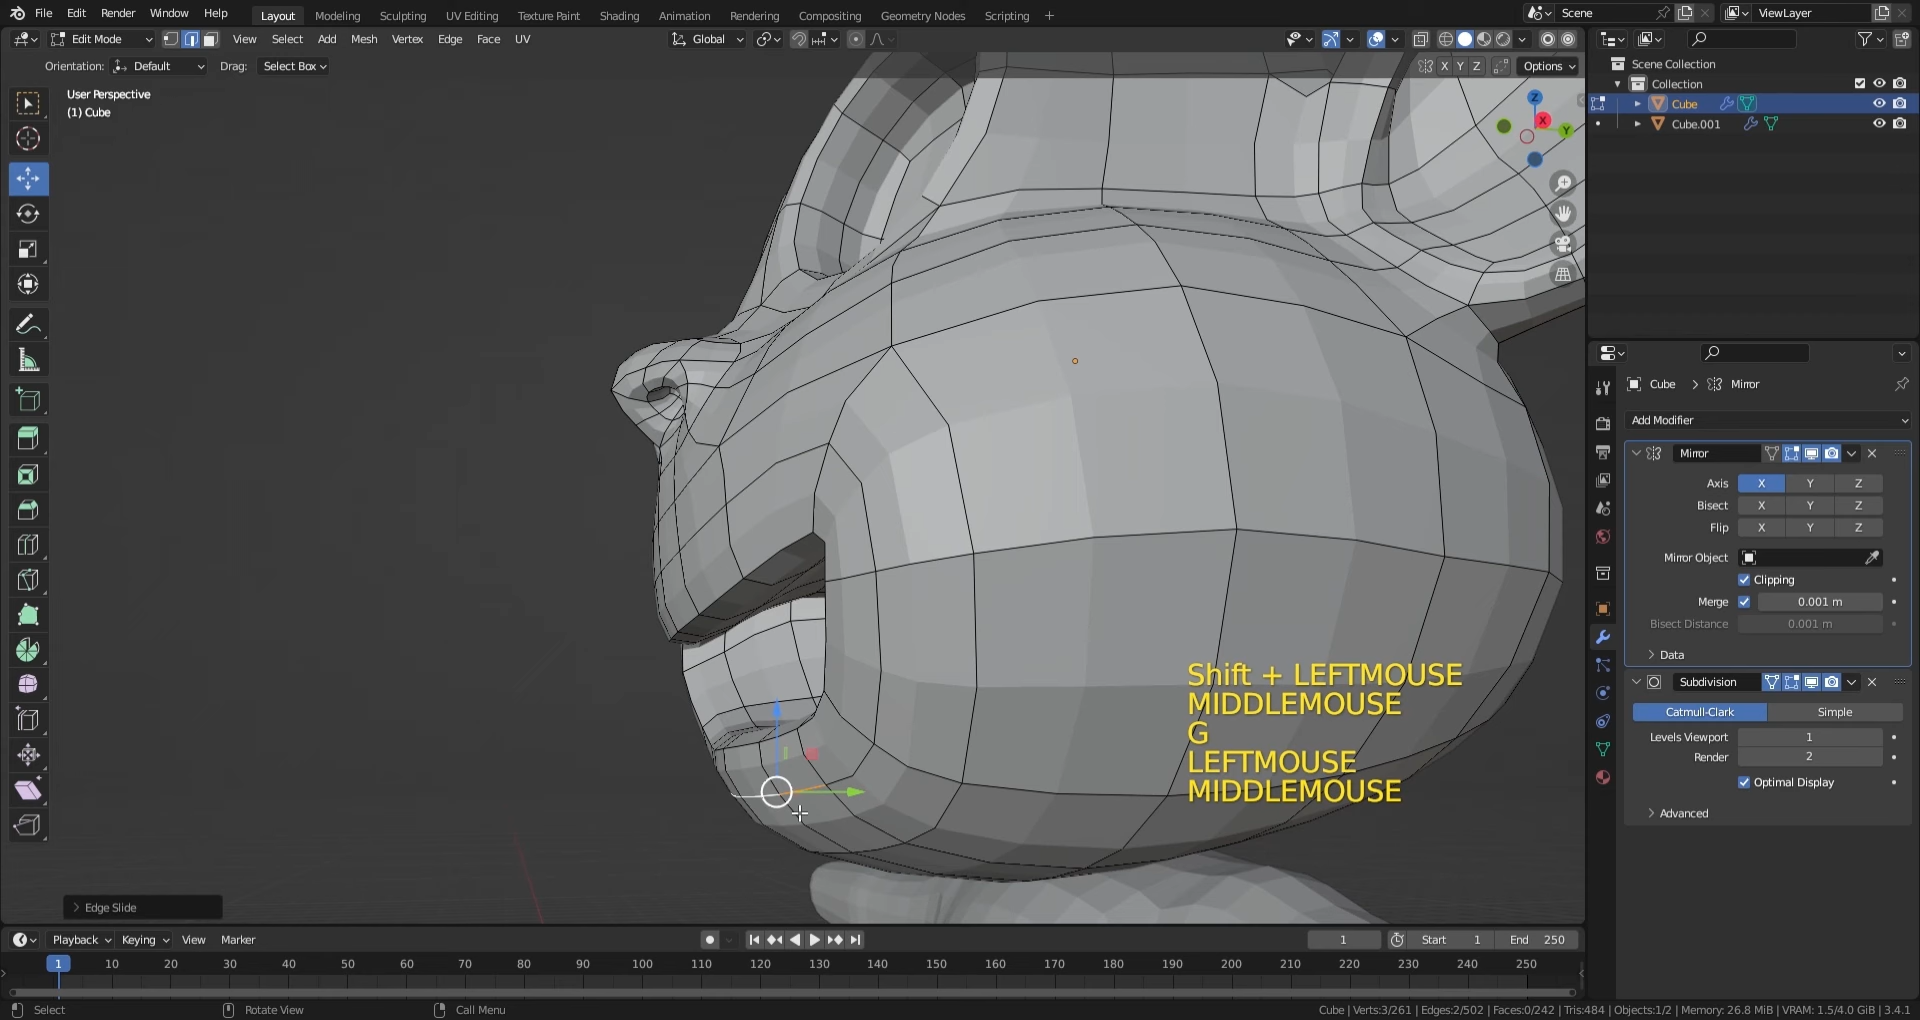 File Edit Render Window Help Layout Modeling Sculpting UV Editing Texture Paint Shading Animation Rendering Compositing Geometry Nodes Scripting + Scene ViewLayer
Edit Mode View Select Add Mesh Vertex Edge Face UV Global
Orientation: Default Drag: Select Box X Y Z Options
User Perspective
(1) Cube
Z
X
Y
Scene Collection
Collection
Cube
Cube.001
Cube > Mirror
Add Modifier
Mirror
Axis X Y Z
Bisect X Y Z
Flip X Y Z
Mirror Object
Clipping
Merge 0.001 m
Bisect Distance 0.001 m
Data
Subdivision
Catmull-Clark Simple
Levels Viewport 1
Render 2
Optimal Display
Advanced
Shift + LEFTMOUSE
MIDDLEMOUSE
G
LEFTMOUSE
MIDDLEMOUSE
Edge Slide
Playback Keying View Marker 1 Start 1 End 250
1 10 20 30 40 50 60 70 80 90 100 110 120 130 140 150 160 170 180 190 200 210 220 230 240 250
Select Rotate View Call Menu Cube | Verts:3/261 | Edges:2/502 | Faces:0/242 | Tris:484 | Objects:1/2 | Memory: 26.8 MiB | VRAM: 1.5/4.0 GiB | 3.4.1